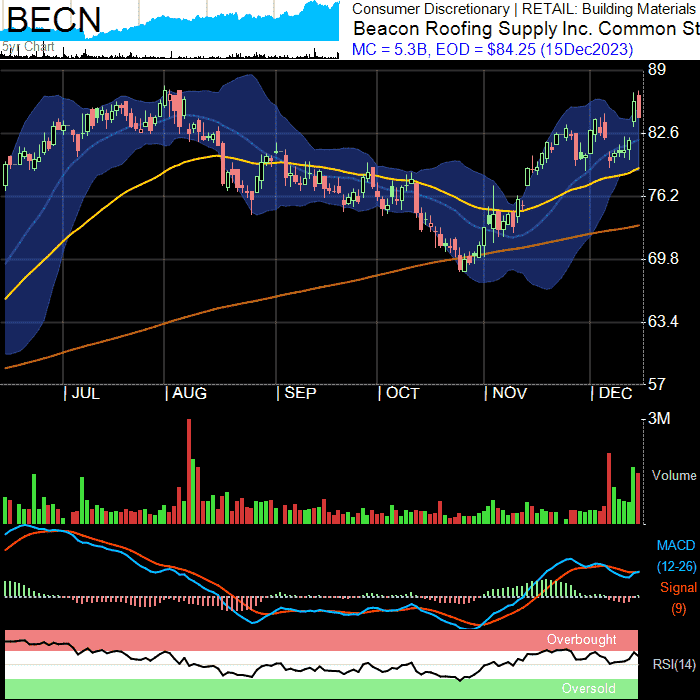 BECN
5yr Chart
Consumer Discretionary | RETAIL: Building Materials
Beacon Roofing Supply Inc. Common St
MC = 5.3B, EOD = $84.25 (15Dec2023)
89
82.6
76.2
69.8
63.4
57
JUL
AUG
SEP
OCT
NOV
DEC
3M
Volume
MACD
(12-26)
Signal
(9)
Overbought
RSI(14)
Oversold